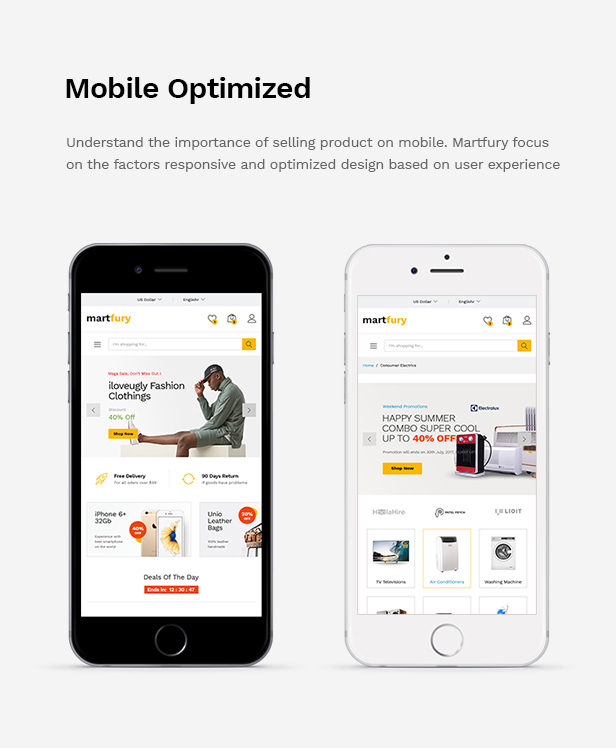 Mobile Optimized
Understand the importance of selling product on mobile. Martfury focus
on the factors responsive and optimized design based on user experience
US Dollar
English
martfury
I'm shopping for...
Mega Sale, Don't Miss Out !
iloveugly Fashion
Clothings
discount
40% Off
Shop Now
Free Delivery
For all oders over $99
90 Days Return
If goods have problems
iPhone 6+
32Gb
Experience with
best smartphone
on the world
40%
OFF
Unio
Leather
Bags
100% leather
handmade
20%
OFF
Deals Of The Day
Ends in: 12 : 30 : 47
US Dollar
English
martfury
I'm shopping for...
Home / Consumer Electrics
Weekend Promotions
Electrolux
HAPPY SUMMER
COMBO SUPER COOL
UP TO 40% OFF
Promotion will ends on 30th July, 2017
Shop Now
TV Televisions
Air Conditioners
Washing Machine